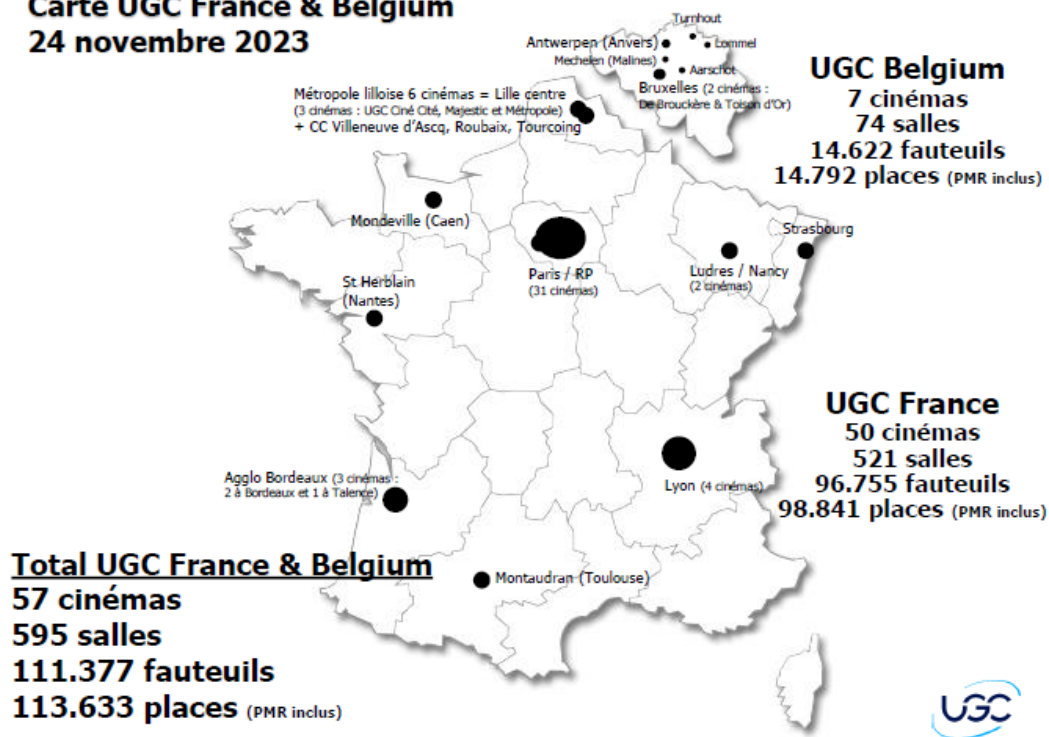 Carte UGC France & Belgium
24 novembre 2023
Turnhout
Antwerpen (Anvers)
Lommel
Mechelen (Malines)
Aarschot
Bruxelles (2 cinémas :
De Brouckère & Toison d'Or)
UGC Belgium
7 cinémas
74 salles
14.622 fauteuils
14.792 places (PMR inclus)
Métropole lilloise 6 cinémas = Lille centre
(3 cinémas : UGC Ciné Cité, Majestic et Métropole)
+ CC Villeneuve d'Ascq, Roubaix, Tourcoing
Mondeville (Caen)
Strasbourg
Paris / RP
(31 cinémas)
Ludres / Nancy
(2 cinémas)
St Herblain
(Nantes)
UGC France
50 cinémas
521 salles
96.755 fauteuils
98.841 places (PMR inclus)
Agglo Bordeaux (3 cinémas :
2 à Bordeaux et 1 à Talence)
Lyon (4 cinémas)
Montaudran (Toulouse)
Total UGC France & Belgium
57 cinémas
595 salles
111.377 fauteuils
113.633 places (PMR inclus)
UGC